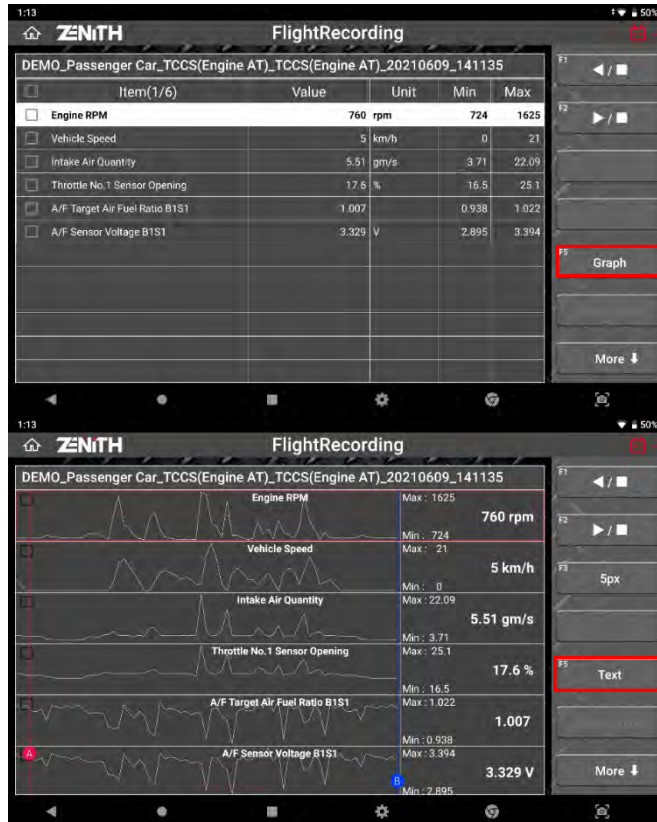 1:13 50%
ZENITH FlightRecording
DEMO_Passenger Car_TCCS(Engine AT)_TCCS(Engine AT)_20210609_141135
Item(1/6) Value Unit Min Max
Engine RPM 760 rpm 724 1625
Vehicle Speed 5 km/h 0 21
Intake Air Quantity 5.51 gm/s 3.71 22.09
Throttle No.1 Sensor Opening 17.6 % 16.5 25.1
A/F Target Air Fuel Ratio B1S1 1.007 0.938 1.022
A/F Sensor Voltage B1S1 3.329 V 2.895 3.394
F1
F2
F5 Graph
More
1:13 50%
ZENITH FlightRecording
DEMO_Passenger Car_TCCS(Engine AT)_TCCS(Engine AT)_20210609_141135
Engine RPM Max : 1625
760 rpm
Min : 724
Vehicle Speed Max : 21
5 km/h
Min : 0
Intake Air Quantity Max : 22.09
5.51 gm/s
Min : 3.71
Throttle No.1 Sensor Opening Max : 25.1
17.6 %
Min : 16.5
A/F Target Air Fuel Ratio B1S1 Max : 1.022
1.007
Min : 0.938
A A/F Sensor Voltage B1S1 Max : 3.394
3.329 V
B Min : 2.895
F1
F2
F3 5px
F5 Text
More